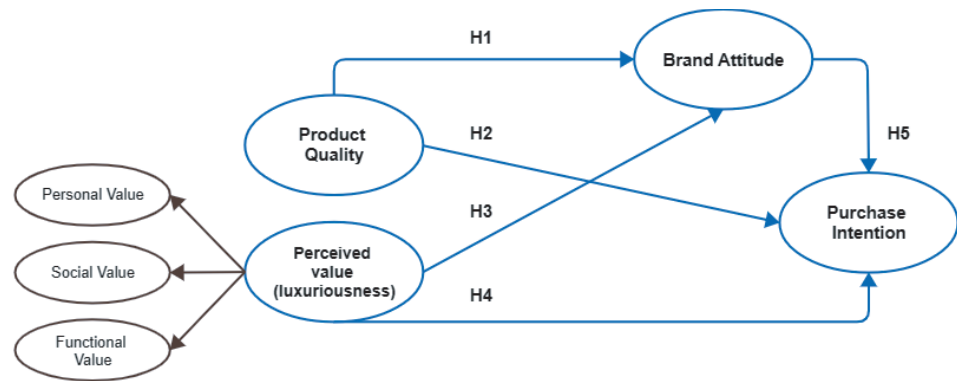 H1
Brand Attitude
Product
Quality
H2
H5
Personal Value
H3
Purchase
Intention
Perceived
value
(luxuriousness)
Social Value
H4
Functional
Value